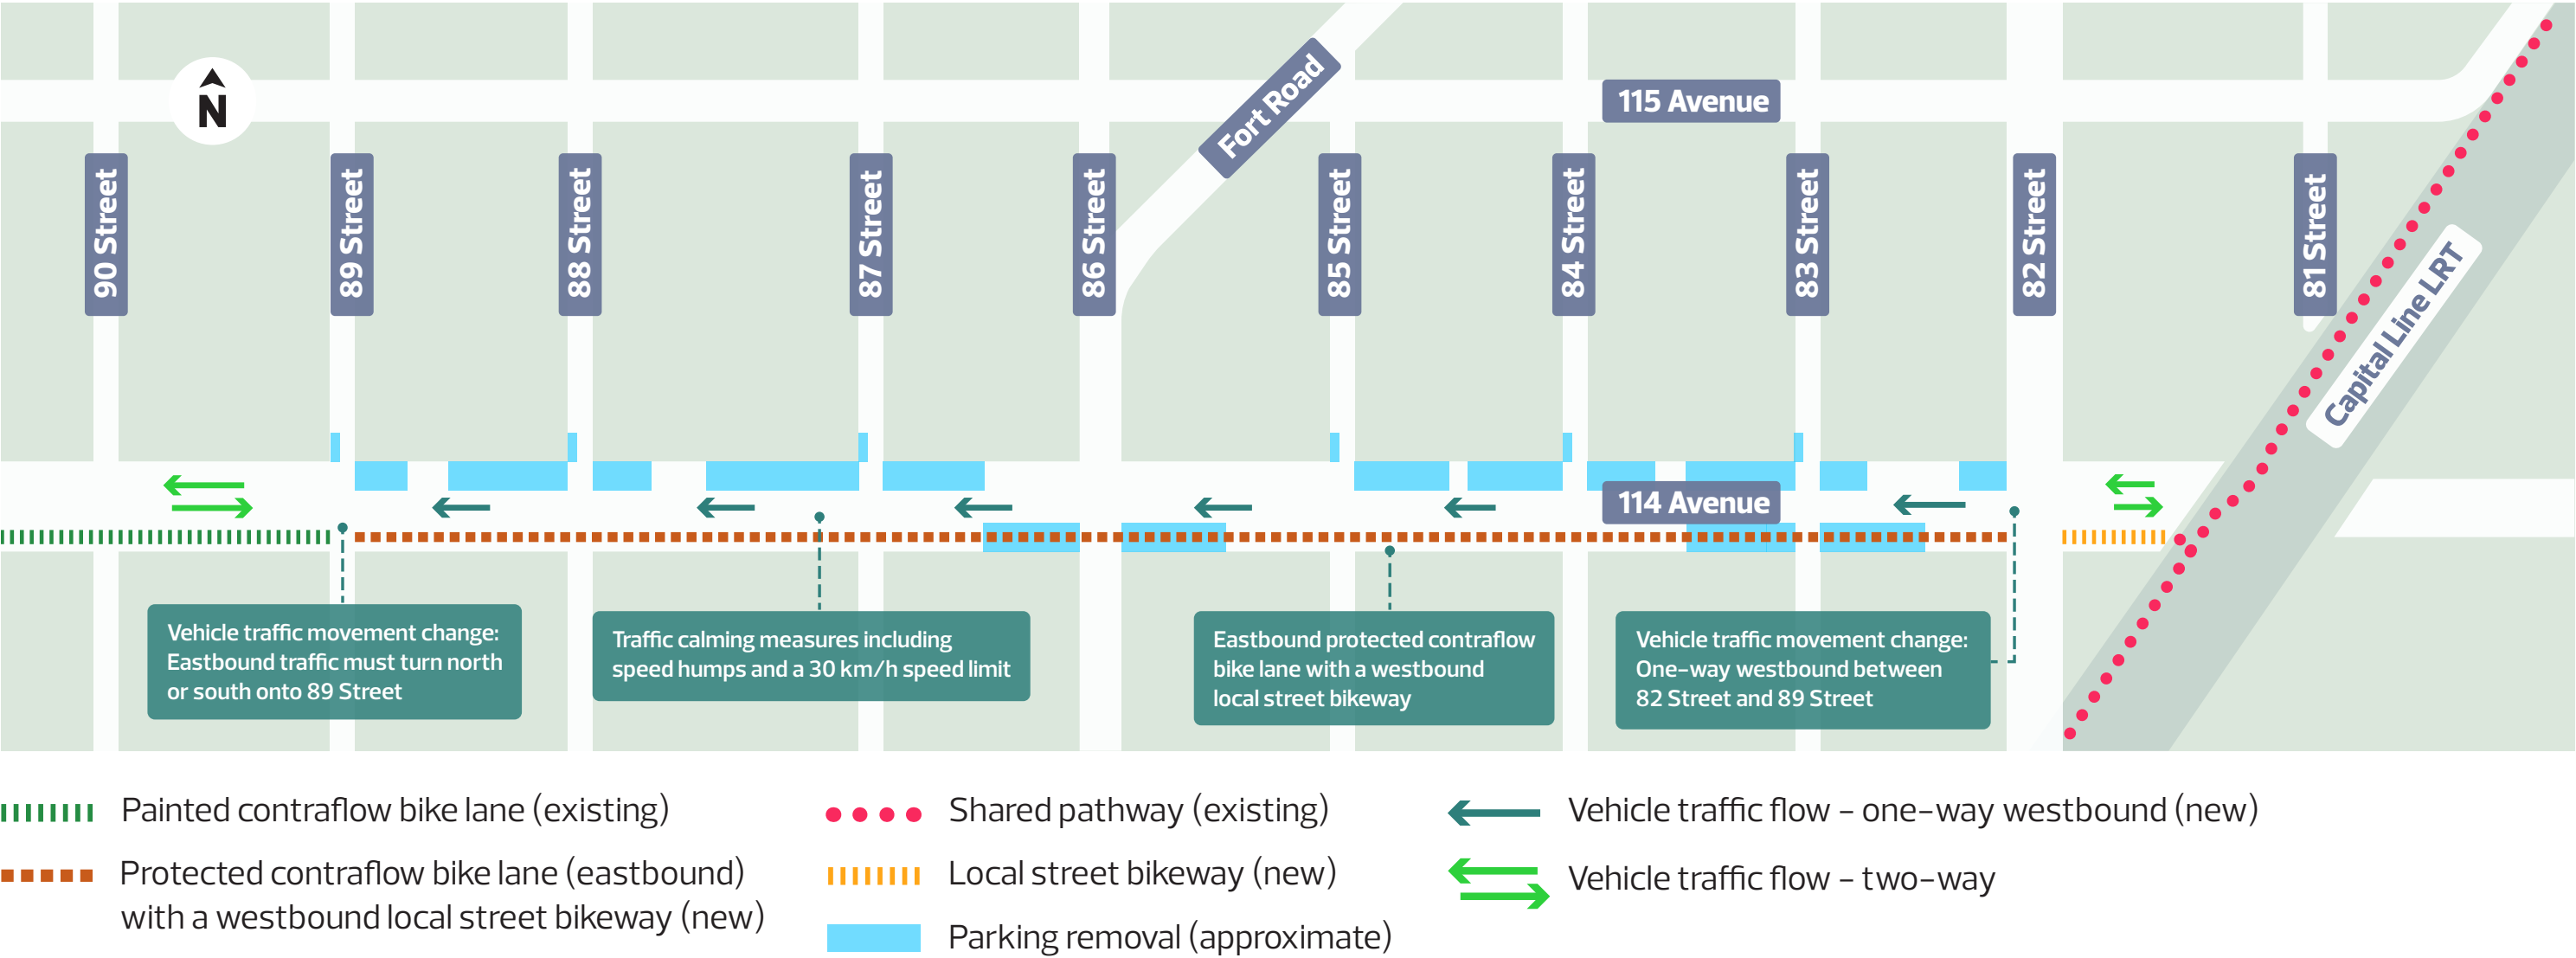 N
Fort Road
115 Avenue
90 Street
89 Street
88 Street
87 Street
86 Street
85 Street
84 Street
83 Street
82 Street
81 Street
Capital Line LRT
114 Avenue
Vehicle traffic movement change:
Eastbound traffic must turn north
or south onto 89 Street
Traffic calming measures including
speed humps and a 30 km/h speed limit
Eastbound protected contraflow
bike lane with a westbound
local street bikeway
Vehicle traffic movement change:
One-way westbound between
82 Street and 89 Street
Painted contraflow bike lane (existing)
Protected contraflow bike lane (eastbound)
with a westbound local street bikeway (new)
Shared pathway (existing)
Local street bikeway (new)
Parking removal (approximate)
Vehicle traffic flow - one-way westbound (new)
Vehicle traffic flow - two-way